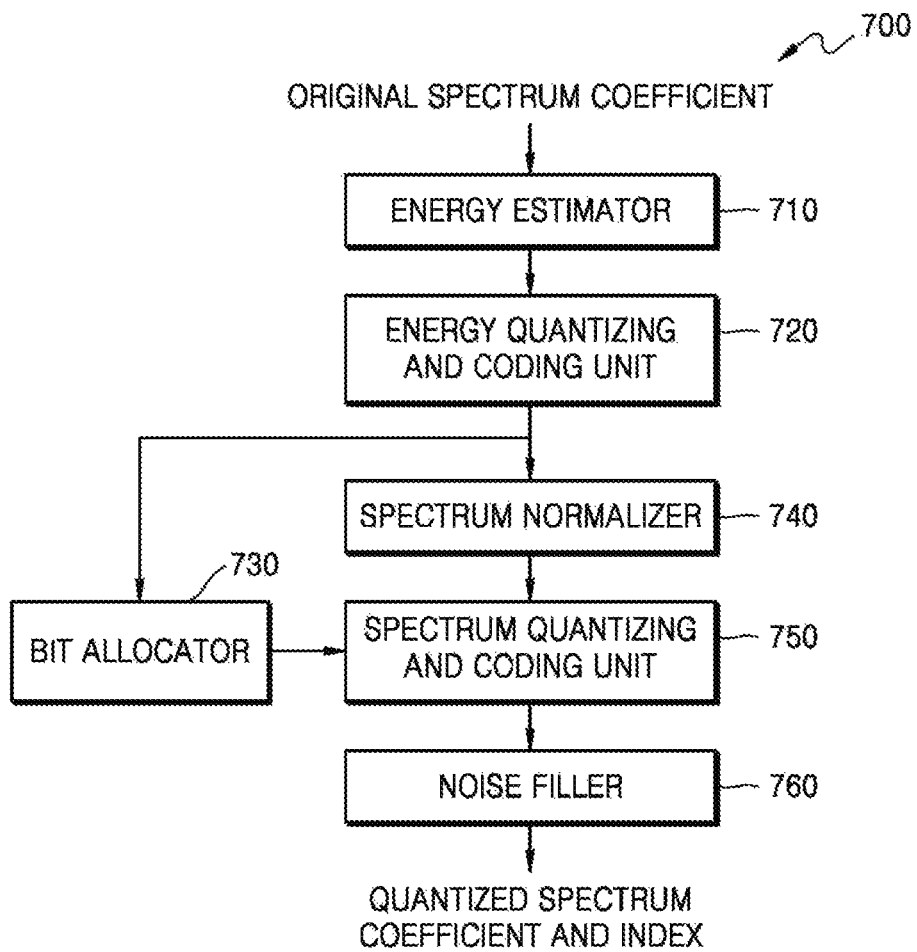 700
ORIGINAL SPECTRUM COEFFICIENT
ENERGY ESTIMATOR
710
ENERGY QUANTIZING
AND CODING UNIT
720
SPECTRUM NORMALIZER
740
730
BIT ALLOCATOR
SPECTRUM QUANTIZING
AND CODING UNIT
750
NOISE FILLER
760
QUANTIZED SPECTRUM
COEFFICIENT AND INDEX